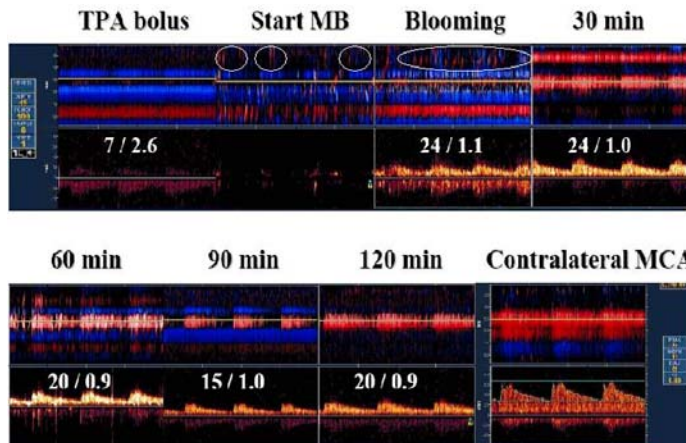 TPA bolus Start MB Blooming 30 min
7 / 2.6 24 / 1.1 24 / 1.0
60 min 90 min 120 min Contralateral MCA
20 / 0.9 15 / 1.0 20 / 0.9